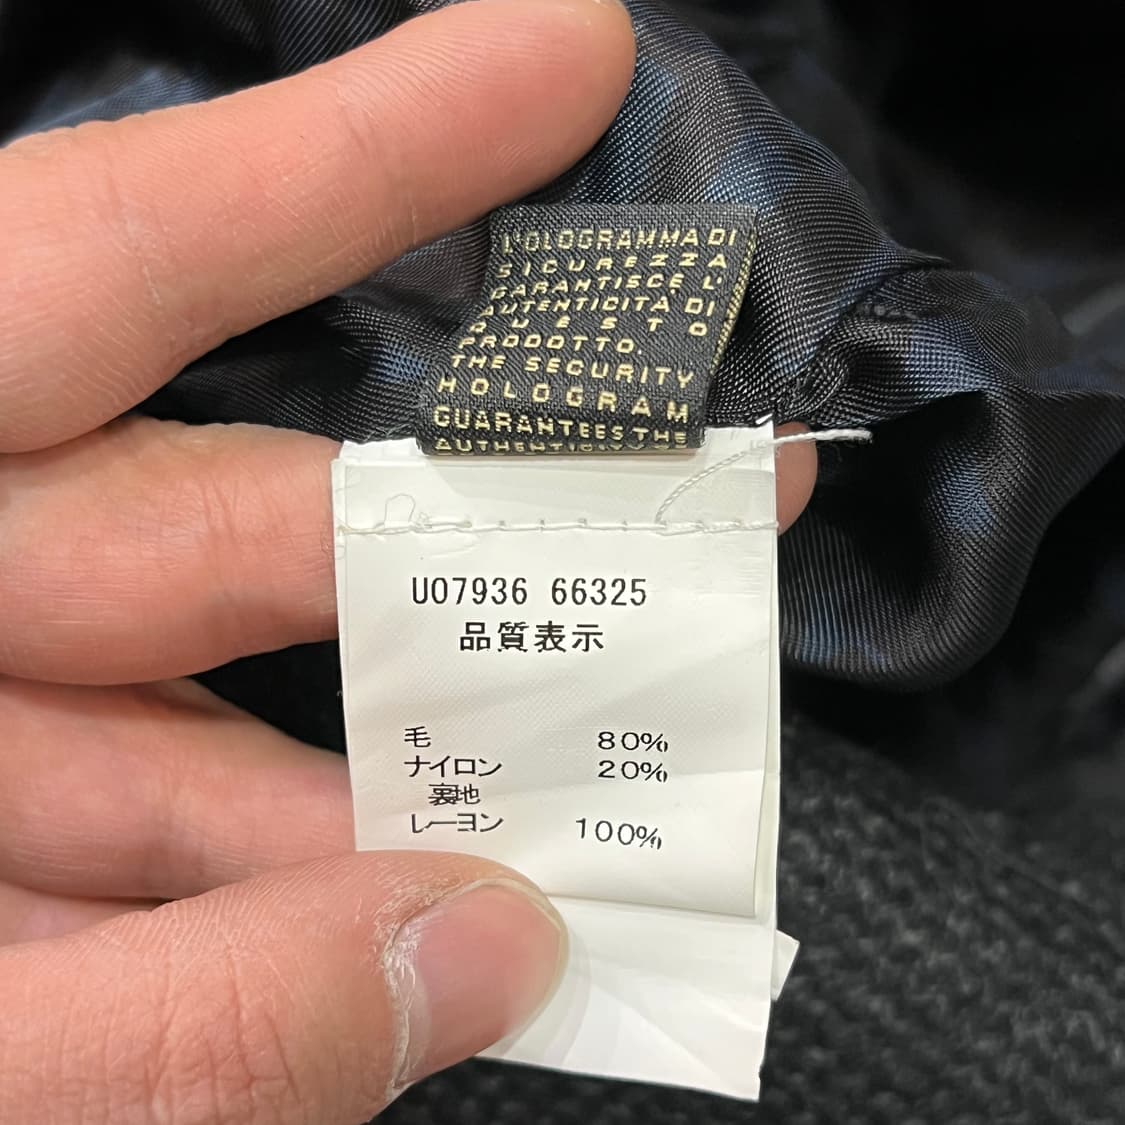 L'OLOGRAMMA DI
SICUREZZA
GARANTISCE L'
AUTENTICITA DI
QUESTO
PRODOTTO.
THE SECURITY
HOLOGRAM
GUARANTEES THE
U07936 66325
品質表示
毛 80%
ナイロン 20%
裏地
レーヨン 100%